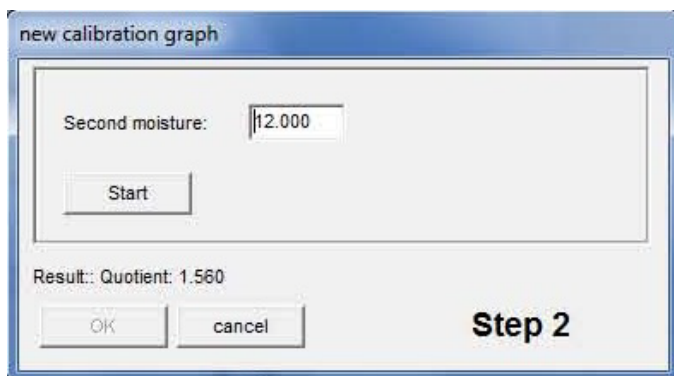 new calibration graph
Second moisture: 12.000
Start
Result:: Quotient: 1.560
OK cancel Step 2